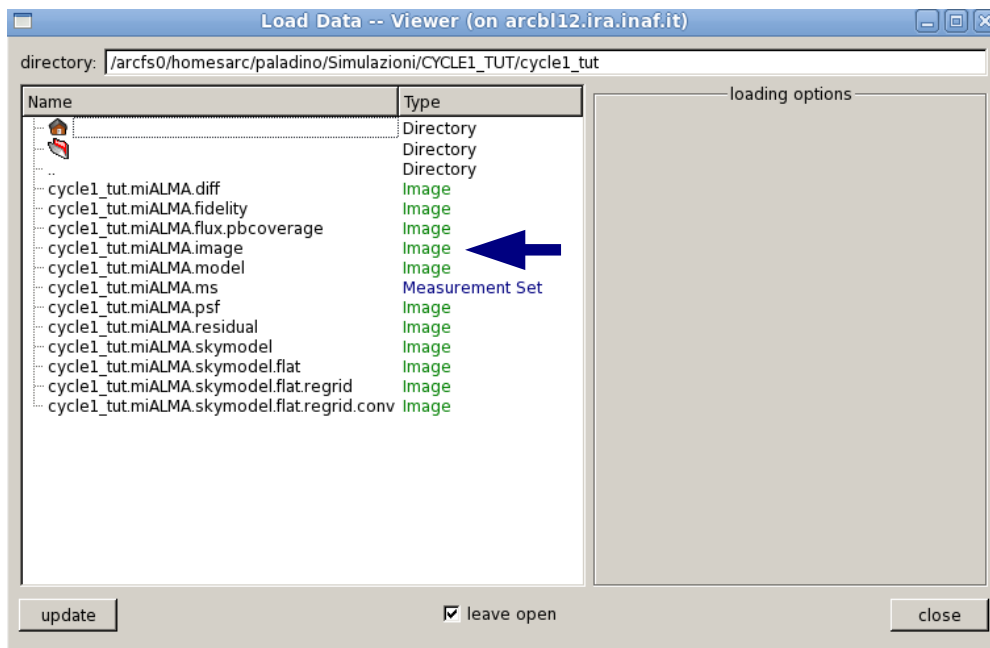 Load Data -- Viewer (on arcbl12.ira.inaf.it)
directory: /arcfs0/homesarc/paladino/Simulazioni/CYCLE1_TUT/cycle1_tut
Name Type
loading options
Directory
Directory
.. Directory
cycle1_tut.miALMA.diff Image
cycle1_tut.miALMA.fidelity Image
cycle1_tut.miALMA.flux.pbcoverage Image
cycle1_tut.miALMA.image Image
cycle1_tut.miALMA.model Image
cycle1_tut.miALMA.ms Measurement Set
cycle1_tut.miALMA.psf Image
cycle1_tut.miALMA.residual Image
cycle1_tut.miALMA.skymodel Image
cycle1_tut.miALMA.skymodel.flat Image
cycle1_tut.miALMA.skymodel.flat.regrid Image
cycle1_tut.miALMA.skymodel.flat.regrid.conv Image
update leave open close